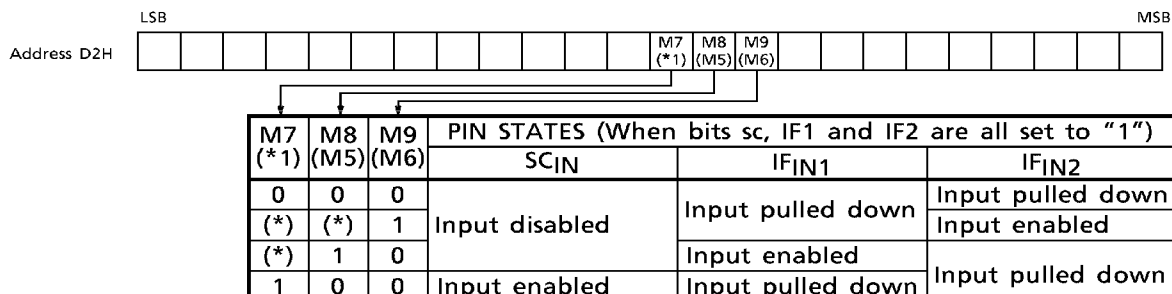 LSB MSB
Address D2H M7 M8 M9
(*1) (M5) (M6)
M7 M8 M9 PIN STATES (When bits sc, IF1 and IF2 are all set to "1")
(*1) (M5) (M6) SCIN IFIN1 IFIN2
0 0 0 Input disabled Input pulled down Input pulled down
(*) (*) 1 Input enabled
(*) 1 0 Input enabled Input pulled down
1 0 0 Input enabled Input pulled down